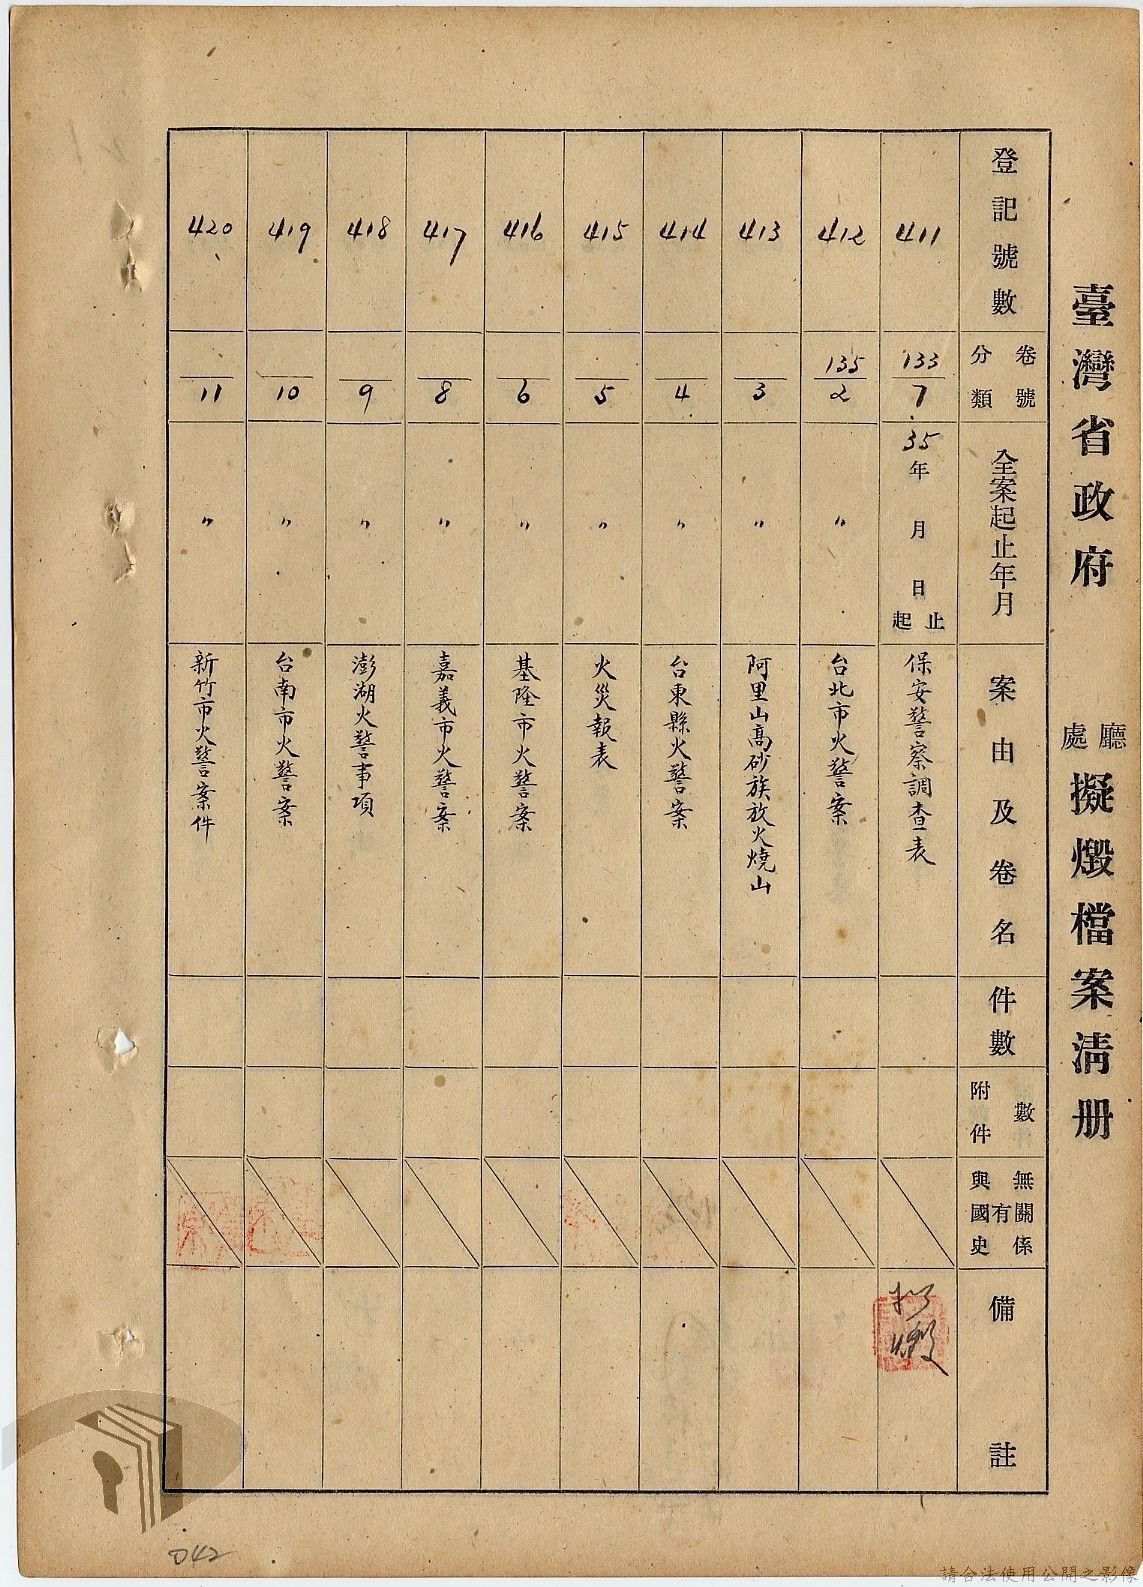 臺灣省政府 廳處 擬燬檔案清册
登記號數 卷號分類 全案起止年月 案由及卷名 件數 附件數 與國史有無關係 備註
411 133/7 35年 月 日起止 保安警察調查表 拟燬
412 135/2 〃 台北市火警案
413 3 〃 阿里山高砂族放火燒山
414 4 〃 台東縣火警案
415 5 〃 火災報表
416 6 〃 基隆市火警案
417 8 〃 嘉義市火警案
418 9 〃 澎湖火警事項
419 10 〃 台南市火警案
420 11 〃 新竹市火警案件
042
請合法使用公開之影像